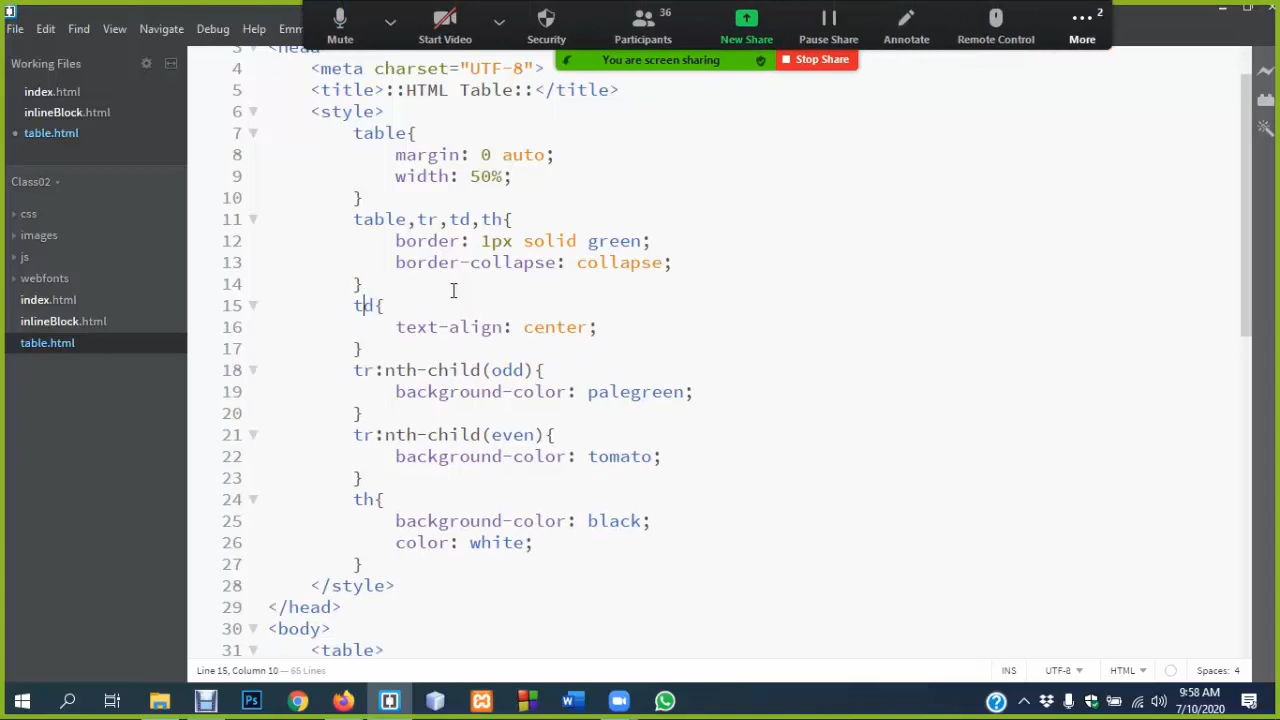 File Edit Find View Navigate Debug Help Emm
Mute
Start Video
Security
36
Participants
New Share
Pause Share
Annotate
Remote Control
2
More
You are screen sharing
Stop Share
Working Files
index.html
inlineBlock.html
table.html
Class02
css
images
js
webfonts
index.html
inlineBlock.html
table.html
3 <head
4 <meta charset="UTF-8">
5 <title>::HTML Table::</title>
6 <style>
7 table{
8 margin: 0 auto;
9 width: 50%;
10 }
11 table,tr,td,th{
12 border: 1px solid green;
13 border-collapse: collapse;
14 }
15 td{
16 text-align: center;
17 }
18 tr:nth-child(odd){
19 background-color: palegreen;
20 }
21 tr:nth-child(even){
22 background-color: tomato;
23 }
24 th{
25 background-color: black;
26 color: white;
27 }
28 </style>
29 </head>
30 <body>
31 <table>
Line 15, Column 10 — 65 Lines
INS UTF-8 HTML Spaces: 4
Ps
W
9:58 AM
7/10/2020